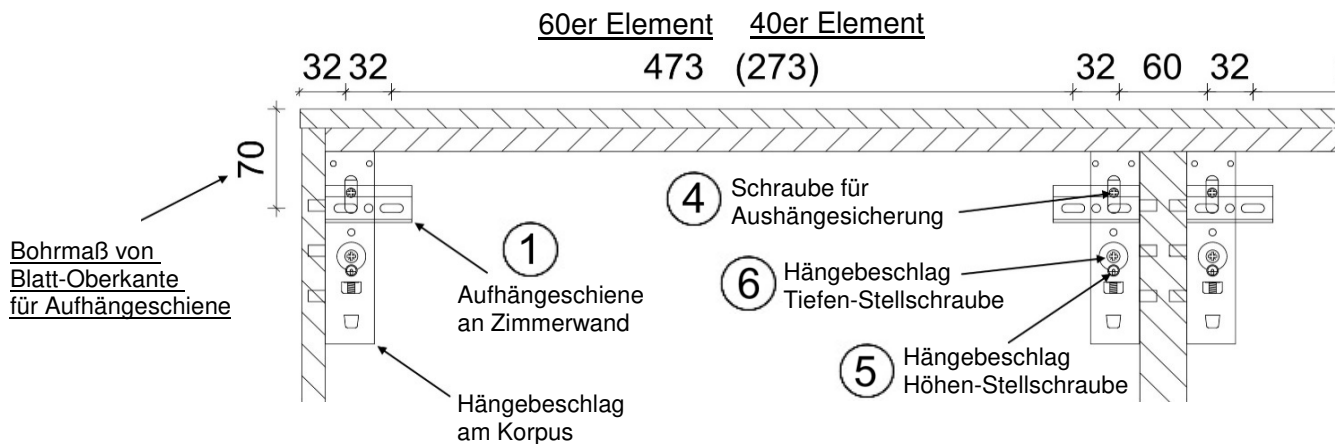 60er Element 40er Element
32 32 473 (273) 32 60 32
70
4 Schraube für
Aushängesicherung
Bohrmaß von
Blatt-Oberkante
für Aufhängeschiene
1
Aufhängeschiene
an Zimmerwand
6 Hängebeschlag
Tiefen-Stellschraube
5 Hängebeschlag
Höhen-Stellschraube
Hängebeschlag
am Korpus